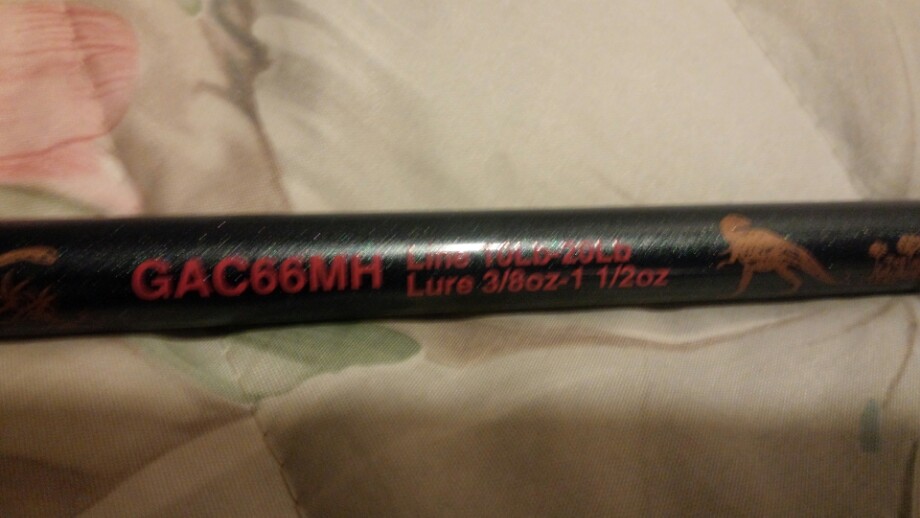 GAC66MH
Line 10Lb-20Lb
Lure 3/8oz-1 1/2oz